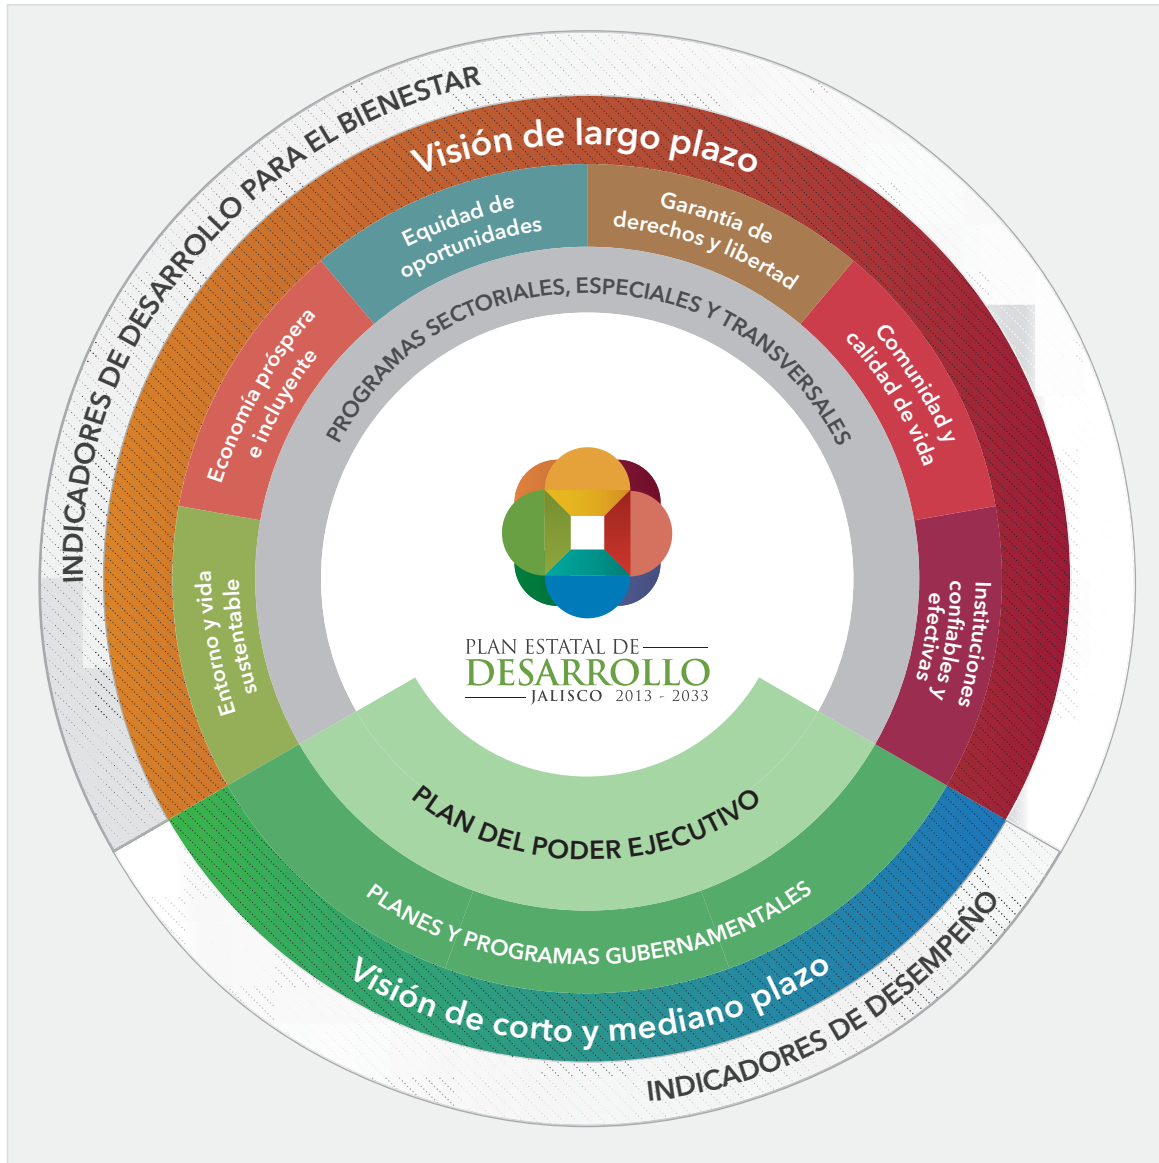 INDICADORES DE DESARROLLO PARA EL BIENESTAR
Visión de largo plazo
Entorno y vida
sustentable
Economía próspera
e incluyente
Equidad de
oportunidades
Garantía de
derechos y libertad
Comunidad y
calidad de vida
Instituciones
confiables y
efectivas
PROGRAMAS SECTORIALES, ESPECIALES Y TRANSVERSALES
PLAN ESTATAL DE
DESARROLLO
JALISCO 2013 - 2033
PLAN DEL PODER EJECUTIVO
PLANES Y PROGRAMAS GUBERNAMENTALES
Visión de corto y mediano plazo
INDICADORES DE DESEMPEÑO